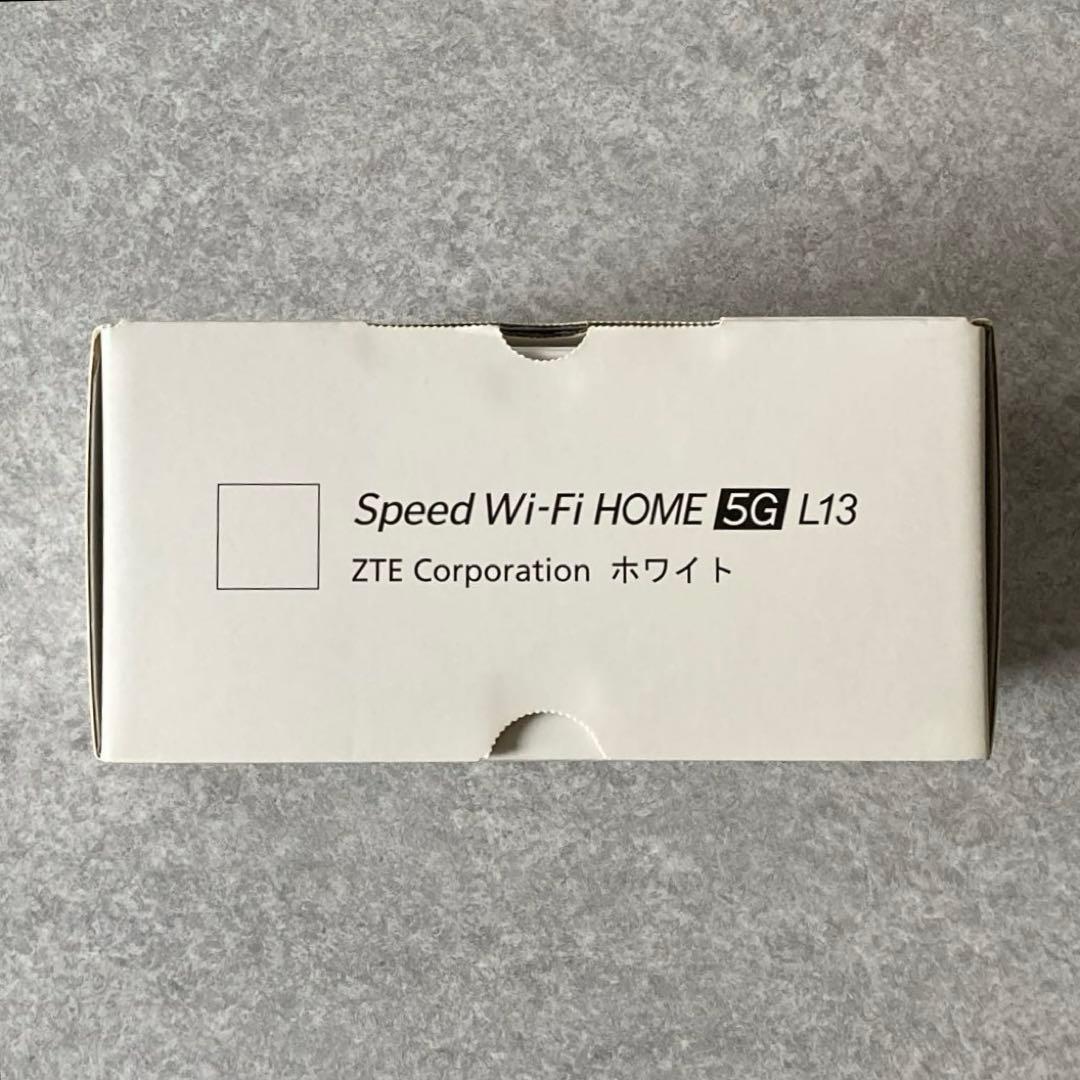 Speed Wi-Fi HOME 5G L13
ZTE Corporation ホワイト